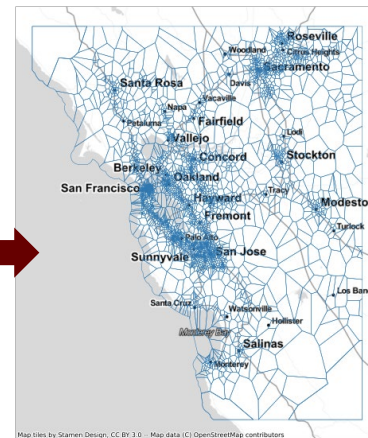 Roseville
Woodland
Citrus Heights
Sacramento
Davis
Santa Rosa
Vacaville
Napa
Fairfield
Petaluma
Vallejo
Lodi
Concord
Stockton
Berkeley
Oakland
San Francisco
Hayward
Tracy
Modesto
Fremont
Turlock
Palo Alto
San Jose
Sunnyvale
Los Ban
Santa Cruz
Watsonville
Hollister
Monterey Bay
Salinas
Monterey
Map tiles by Stamen Design, CC BY 3.0 -- Map data (C) OpenStreetMap contributors